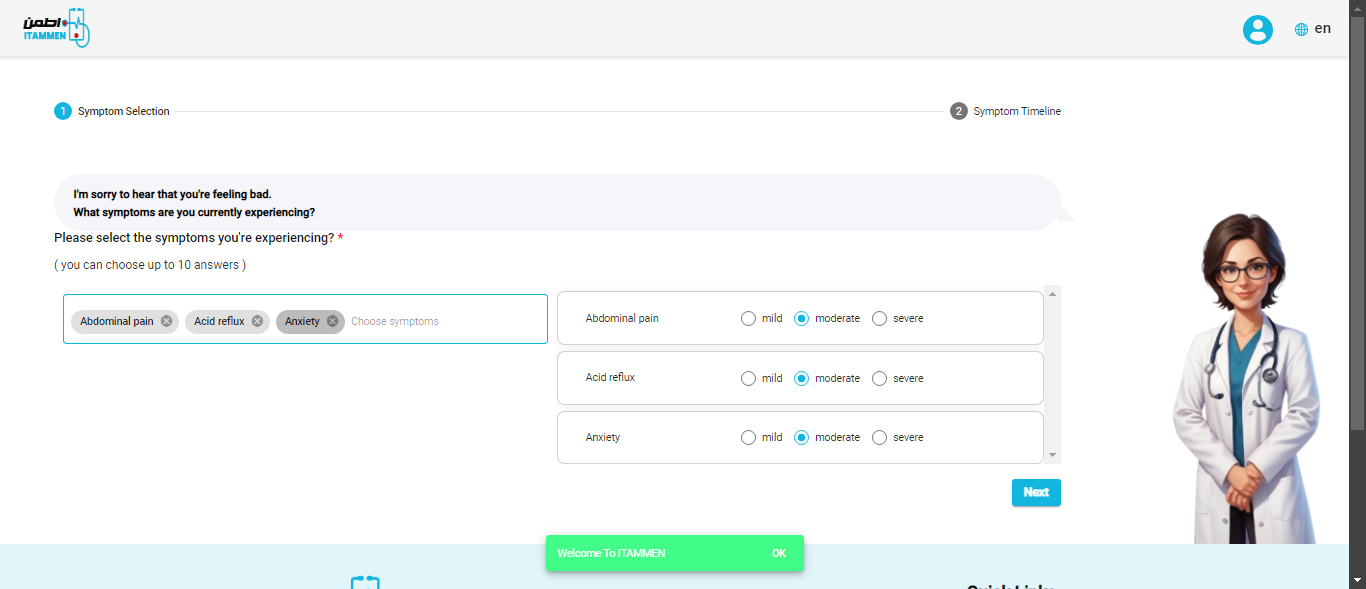 اطمن
ITAMMEN
en
1 Symptom Selection
2 Symptom Timeline
I'm sorry to hear that you're feeling bad.
What symptoms are you currently experiencing?
Please select the symptoms you're experiencing? *
( you can choose up to 10 answers )
Abdominal pain Acid reflux Anxiety Choose symptoms
Abdominal pain mild moderate severe
Acid reflux mild moderate severe
Anxiety mild moderate severe
Next
Welcome To ITAMMEN OK
Quick Links